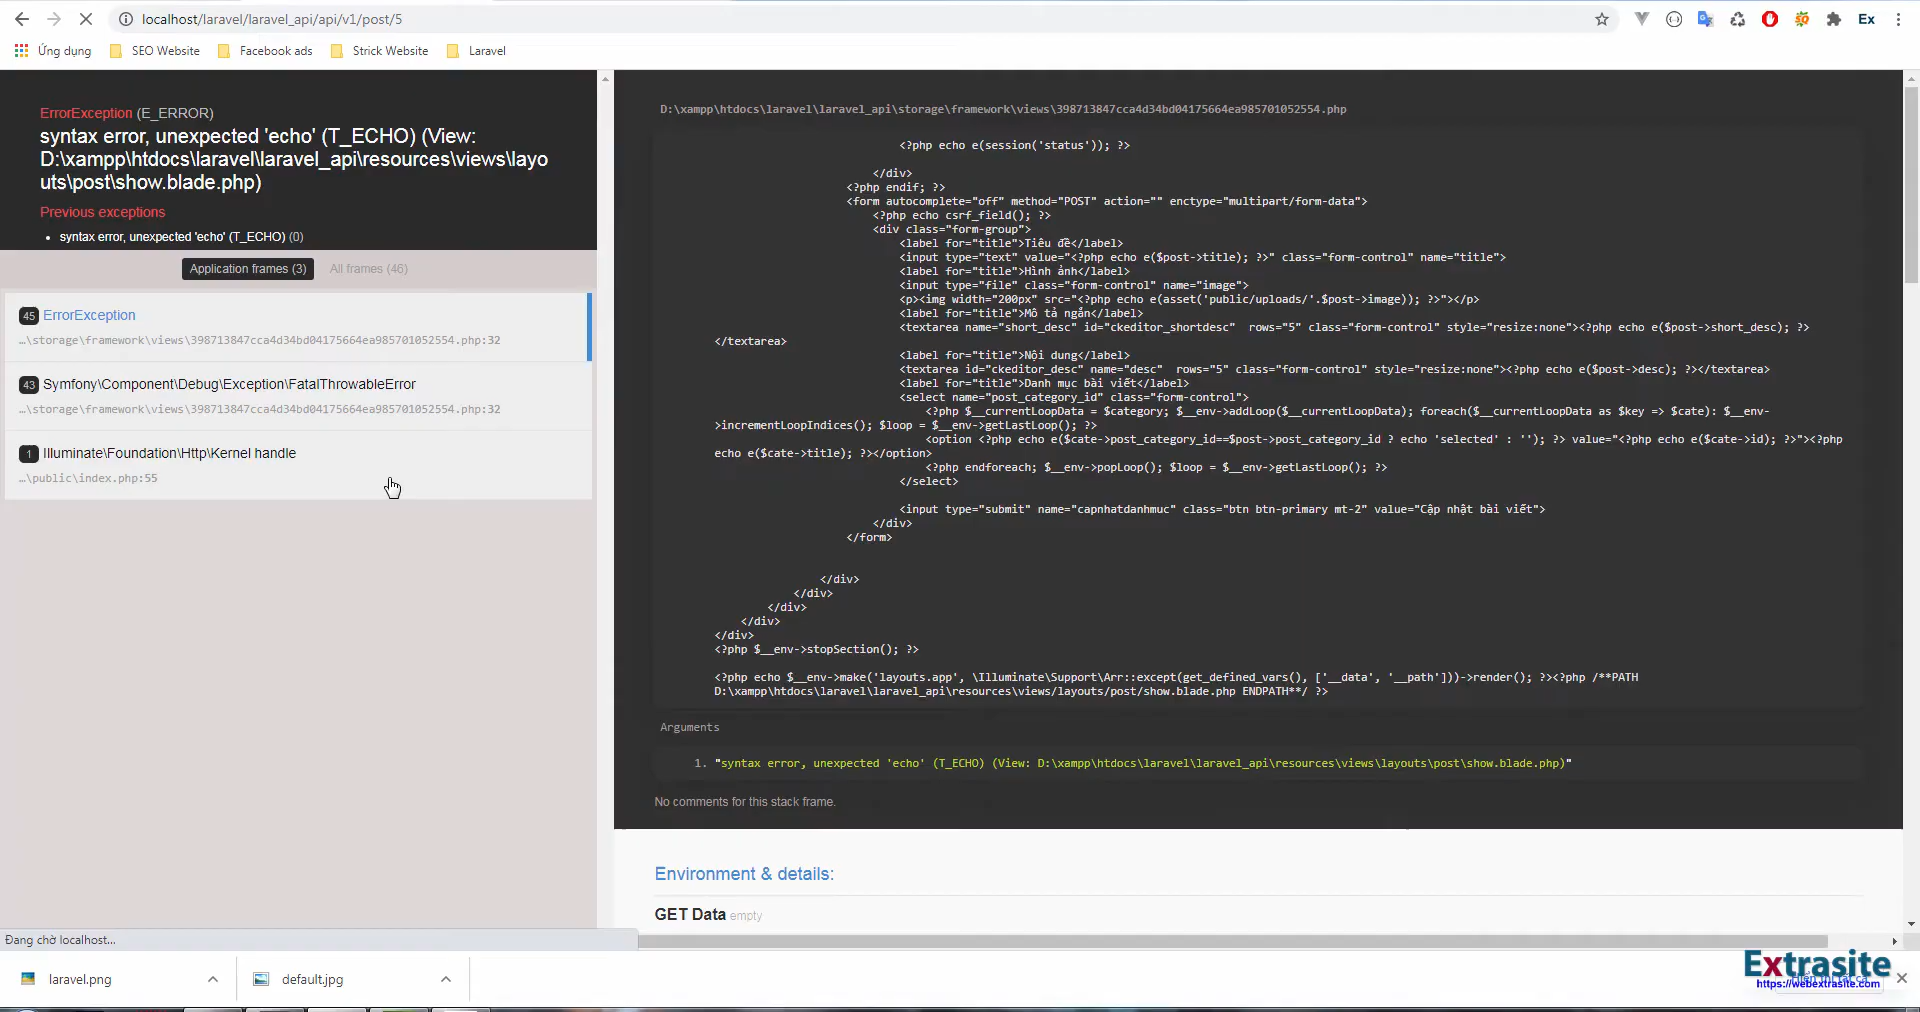 localhost/laravel/laravel_api/api/v1/post/5
Ex
Ứng dụng SEO Website Facebook ads Strick Website Laravel
ErrorException (E_ERROR)
syntax error, unexpected 'echo' (T_ECHO) (View:
D:\xampp\htdocs\laravel\laravel_api\resources\views\layo
uts\post\show.blade.php)
Previous exceptions
• syntax error, unexpected 'echo' (T_ECHO) (0)
Application frames (3) All frames (46)
45 ErrorException
…\storage\framework\views\398713847cca4d34bd04175664ea985701052554.php:32
43 Symfony\Component\Debug\Exception\FatalThrowableError
…\storage\framework\views\398713847cca4d34bd04175664ea985701052554.php:32
1 Illuminate\Foundation\Http\Kernel handle
…\public\index.php:55
D:\xampp\htdocs\laravel\laravel_api\storage\framework\views\398713847cca4d34bd04175664ea985701052554.php
<?php echo e(session('status')); ?>
</div>
<?php endif; ?>
<form autocomplete="off" method="POST" action="" enctype="multipart/form-data">
<?php echo csrf_field(); ?>
<div class="form-group">
<label for="title">Tiêu đề</label>
<input type="text" value="<?php echo e($post->title); ?>" class="form-control" name="title">
<label for="title">Hình ảnh</label>
<input type="file" class="form-control" name="image">
<p><img width="200px" src="<?php echo e(asset('public/uploads/'.$post->image)); ?>"></p>
<label for="title">Mô tả ngắn</label>
<textarea name="short_desc" id="ckeditor_shortdesc"  rows="5" class="form-control" style="resize:none"><?php echo e($post->short_desc); ?>
</textarea>
<label for="title">Nội dung</label>
<textarea id="ckeditor_desc" name="desc"  rows="5" class="form-control" style="resize:none"><?php echo e($post->desc); ?></textarea>
<label for="title">Danh mục bài viết</label>
<select name="post_category_id" class="form-control">
<?php $__currentLoopData = $category; $__env->addLoop($__currentLoopData); foreach($__currentLoopData as $key => $cate): $__env-
>incrementLoopIndices(); $loop = $__env->getLastLoop(); ?>
<option <?php echo e($cate->post_category_id==$post->post_category_id ? echo 'selected' : ''); ?> value="<?php echo e($cate->id); ?>"><?php
echo e($cate->title); ?></option>
<?php endforeach; $__env->popLoop(); $loop = $__env->getLastLoop(); ?>
</select>
<input type="submit" name="capnhatdanhmuc" class="btn btn-primary mt-2" value="Cập nhật bài viết">
</div>
</form>
</div>
</div>
</div>
</div>
</div>
<?php $__env->stopSection(); ?>
<?php echo $__env->make('layouts.app', \Illuminate\Support\Arr::except(get_defined_vars(), ['__data', '__path']))->render(); ?><?php /**PATH
D:\xampp\htdocs\laravel\laravel_api\resources\views/layouts/post/show.blade.php ENDPATH**/ ?>
Arguments
1. "syntax error, unexpected 'echo' (T_ECHO) (View: D:\xampp\htdocs\laravel\laravel_api\resources\views\layouts\post\show.blade.php)"
No comments for this stack frame.
Environment & details:
GET Data empty
Đang chờ localhost...
laravel.png default.jpg
Extrasite
https://webextrasite.com